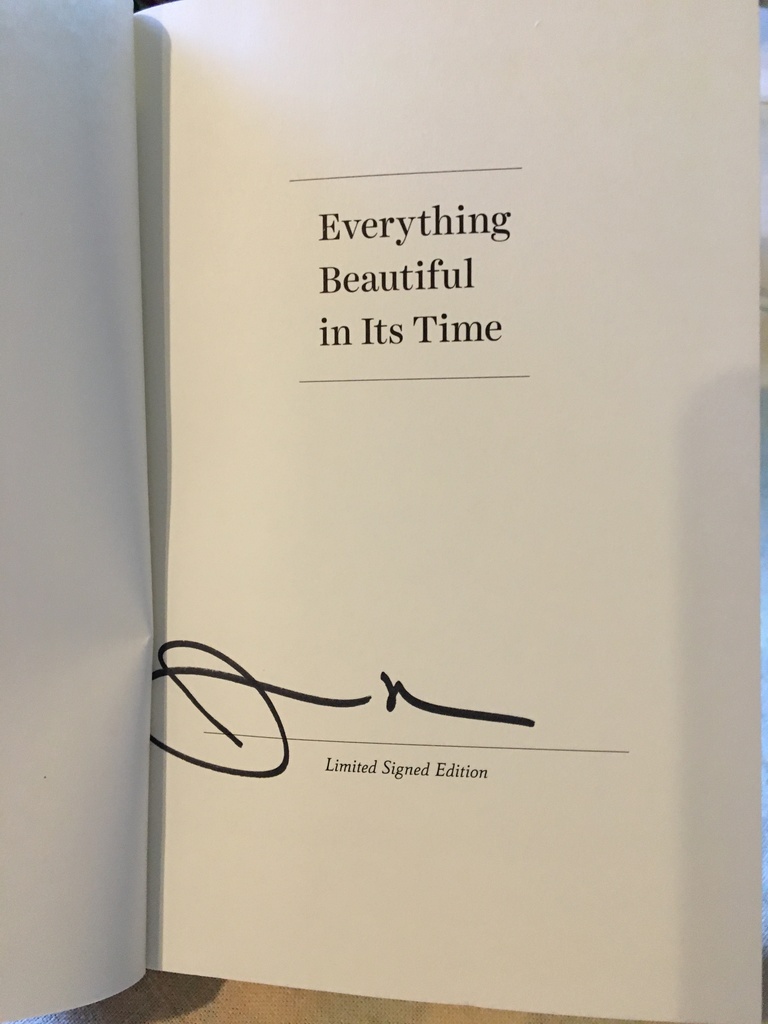 Everything
Beautiful
in Its Time
Limited Signed Edition